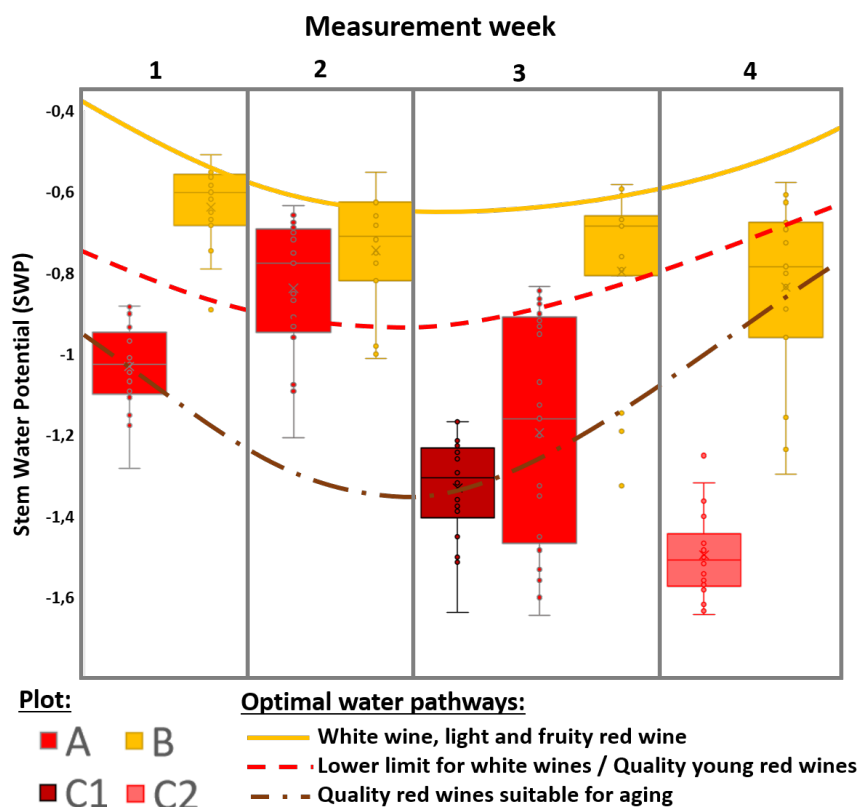 Measurement week
1 2 3 4
-0,4
-0,6
-0,8
-1
-1,2
-1,4
-1,6
Stem Water Potential (SWP)
Plot:
A B
C1 C2
Optimal water pathways:
White wine, light and fruity red wine
Lower limit for white wines / Quality young red wines
Quality red wines suitable for aging